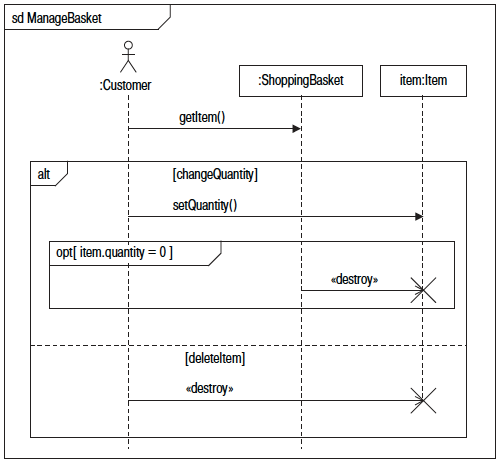 sd ManageBasket
:Customer
:ShoppingBasket
item:Item
getItem()
alt
[changeQuantity]
setQuantity()
opt[ item.quantity = 0 ]
«destroy»
[deleteItem]
«destroy»